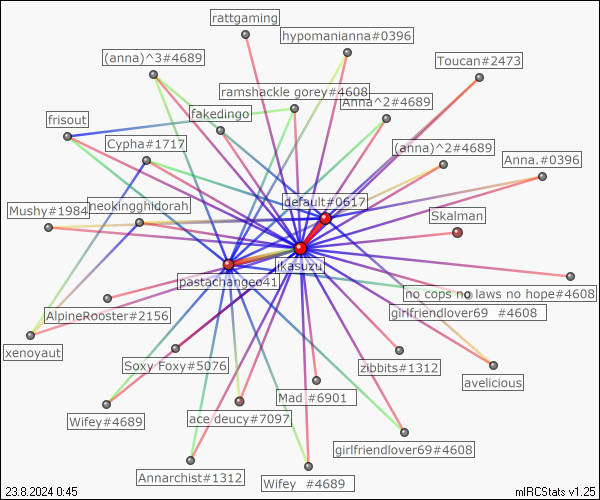 rattgaming
hypomanianna#0396
(anna)^3#4689
Toucan#2473
ramshackle gorey#4608
Anna^2#4689
fakedingo
frisout
Cypha#1717
(anna)^2#4689
Anna.#0396
default#0617
neokingghidorah
Mushy#1984
Skalman
jkasuzu
pastachangeo41
no cops no laws no hope#4608
AlpineRooster#2156
girlfriendlover69 #4608
xenoyaut
Soxy Foxy#5076
zibbits#1312
avelicious
Mad #6901
Wifey#4689
ace deucy#7097
girlfriendlover69#4608
Annarchist#1312
Wifey #4689
23.8.2024 0:45
mIRCStats v1.25